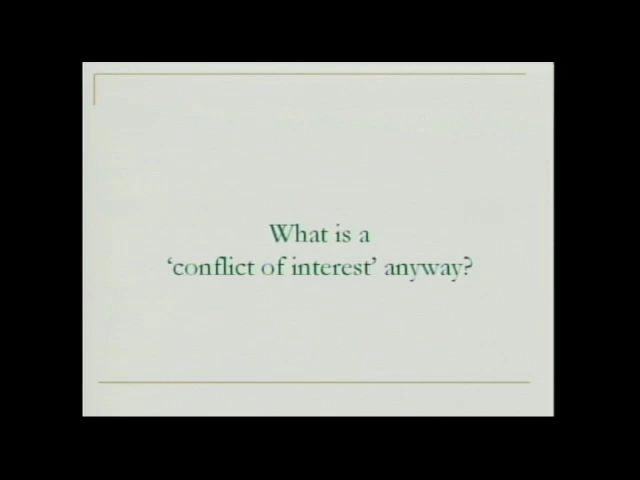 What is a
‘conflict of interest’ anyway?